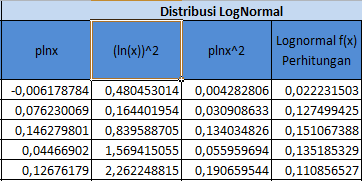 Distribusi LogNormal
plnx (ln(x))^2 plnx^2 Lognormal f(x) Perhitungan
-0,006178784 0,480453014 0,004282806 0,022231503
0,076230069 0,164401954 0,030908633 0,127499425
0,146279801 0,839588705 0,134034826 0,151067388
0,04466902 1,569415055 0,055959694 0,135185329
0,12676179 2,262248815 0,190659544 0,110856527